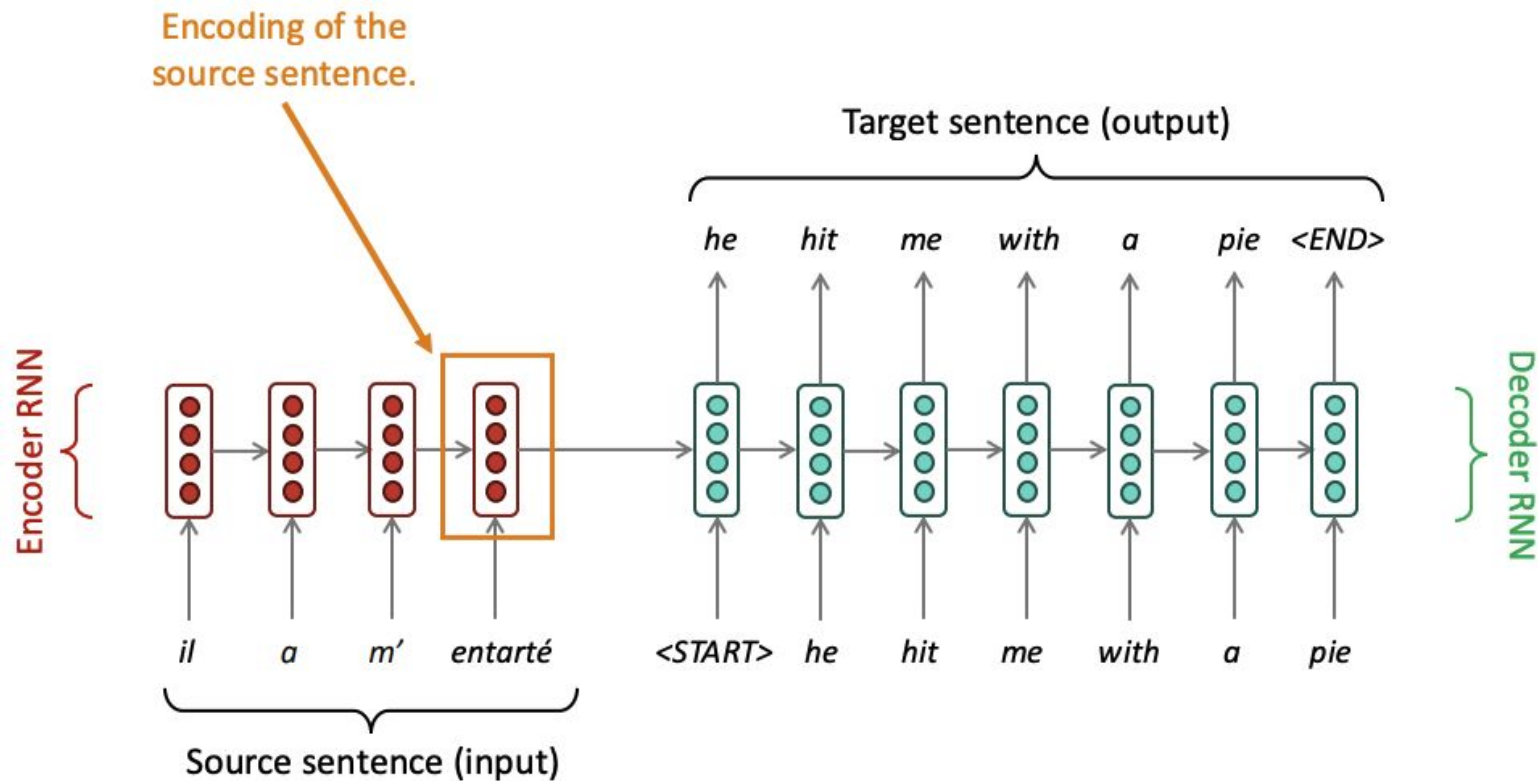 Encoding of the
source sentence.
Target sentence (output)
he hit me with a pie <END>
Encoder RNN
Decoder RNN
il a m’ entarté <START> he hit me with a pie
Source sentence (input)